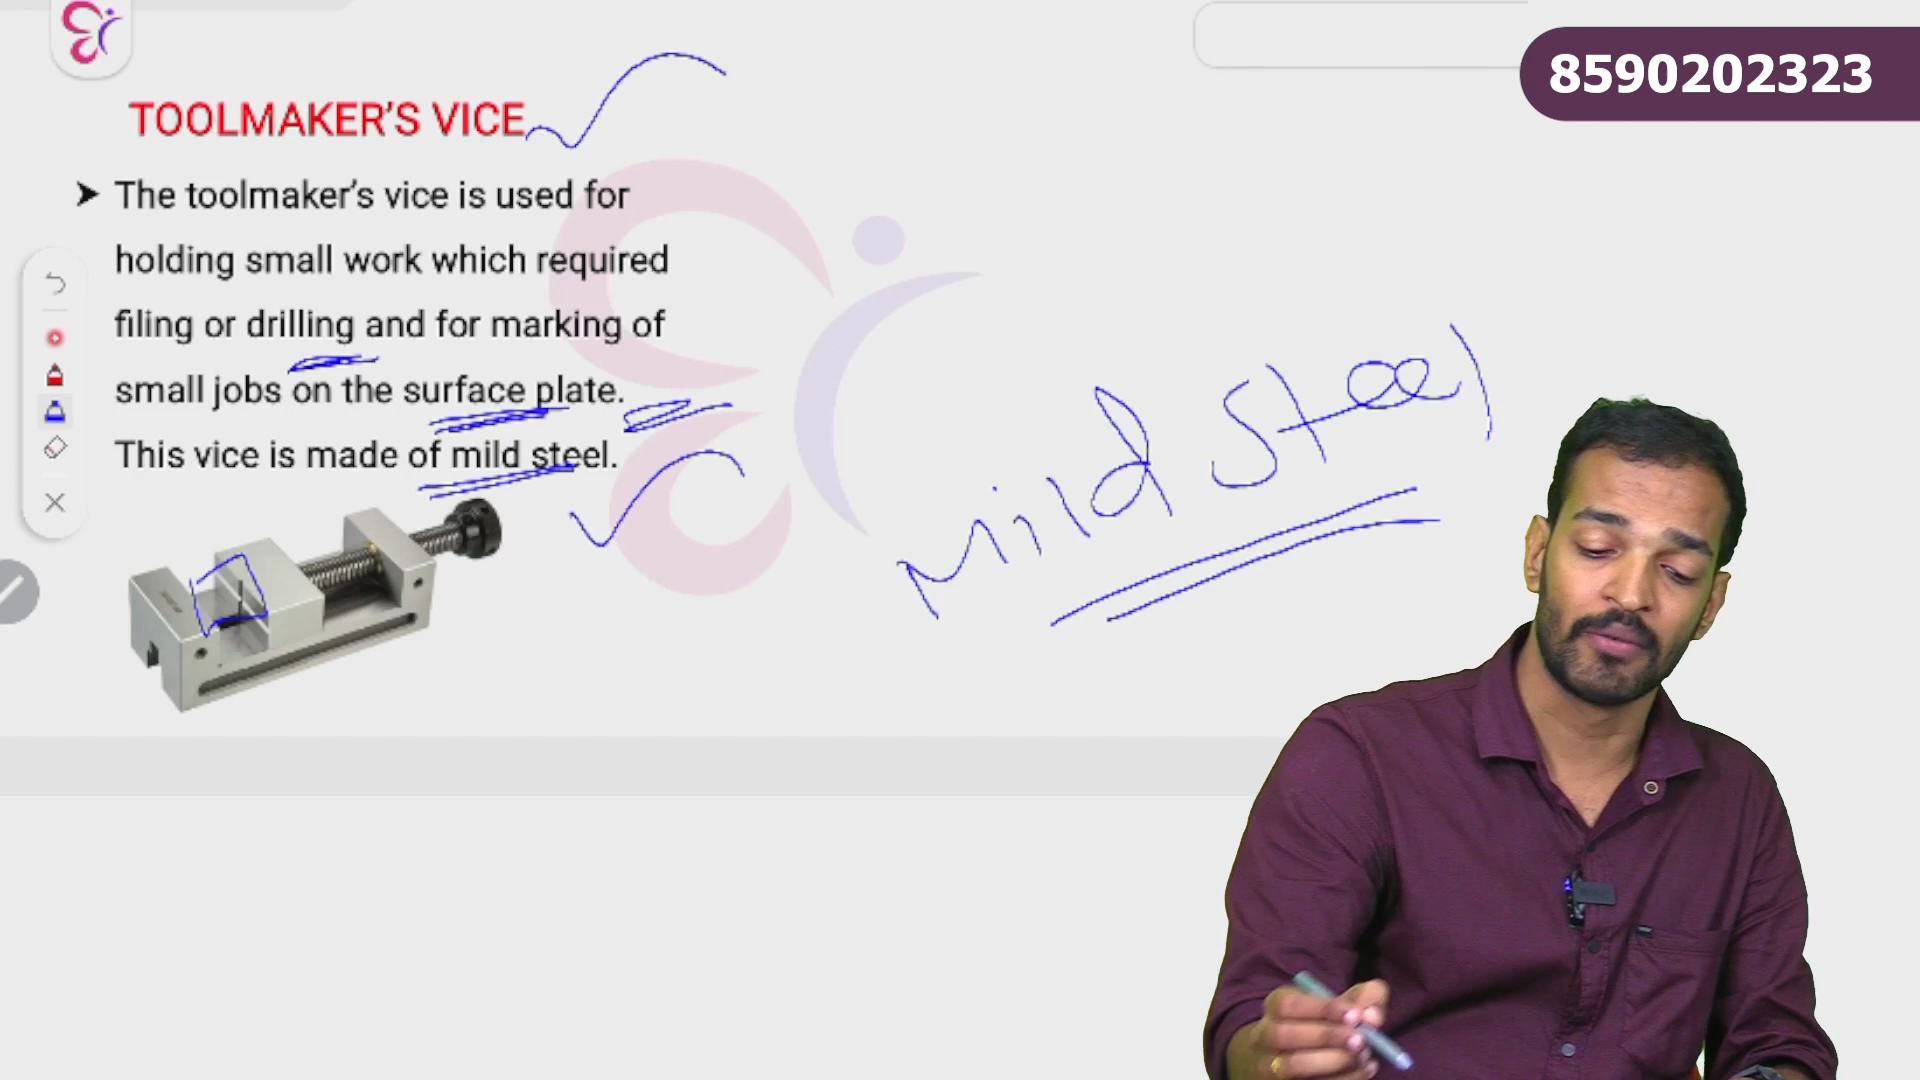 8590202323
TOOLMAKER'S VICE
➤ The toolmaker's vice is used for
holding small work which required
filing or drilling and for marking of
small jobs on the surface plate.
This vice is made of mild steel.
Mild Steel